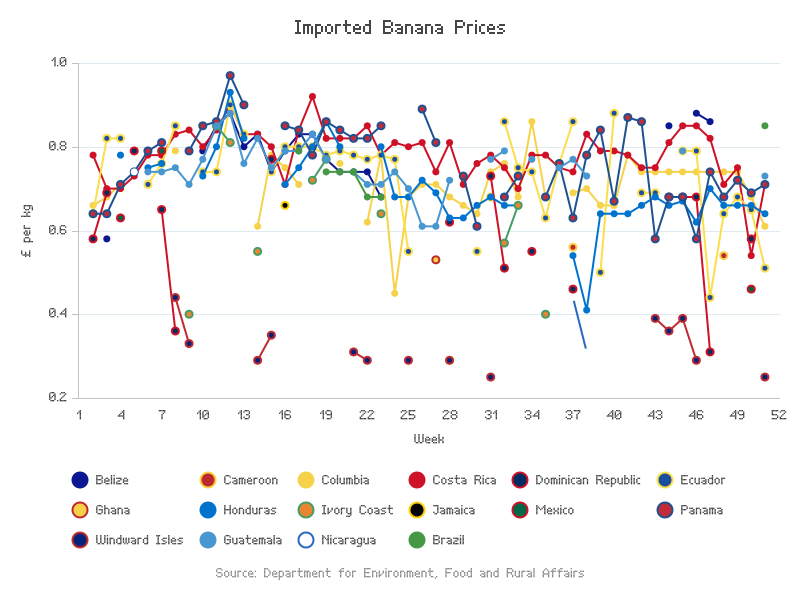 Imported Banana Prices
1.0
0.8
0.6
0.4
0.2
£ per kg
1 4 7 10 13 16 19 22 25 28 31 34 37 40 43 46 49 52
Week
Belize Cameroon Columbia Costa Rica Dominican Republic Ecuador
Ghana Honduras Ivory Coast Jamaica Mexico Panama
Windward Isles Guatemala Nicaragua Brazil
Source: Department for Environment, Food and Rural Affairs